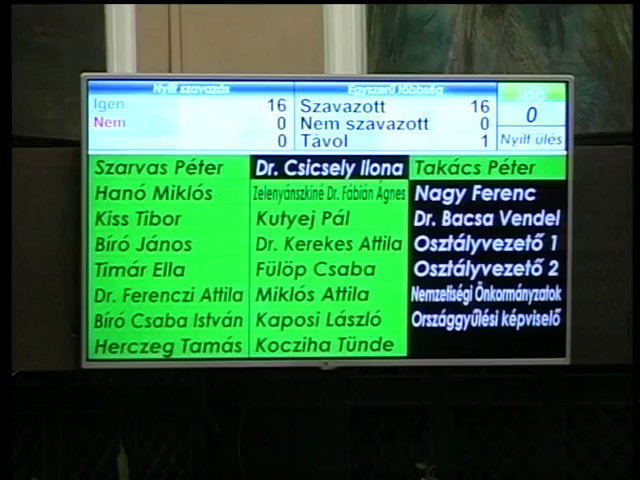 Nyílt szavazás
Egyszerű többség
Idő
Igen 16
Nem 0
0
Szavazott 16
Nem szavazott 0
Távol 1
0
Nyílt ülés
Szarvas Péter
Hanó Miklós
Kiss Tibor
Bíró János
Timár Ella
Dr. Ferenczi Attila
Bíró Csaba István
Herczeg Tamás
Dr. Csicsely Ilona
Zelenyánszkiné Dr. Fábián Ágnes
Kutyej Pál
Dr. Kerekes Attila
Fülöp Csaba
Miklós Attila
Kaposi László
Kocziha Tünde
Takács Péter
Nagy Ferenc
Dr. Bacsa Vendel
Osztályvezető 1
Osztályvezető 2
Nemzetiségi Önkormányzatok
Országgyűlési képviselő